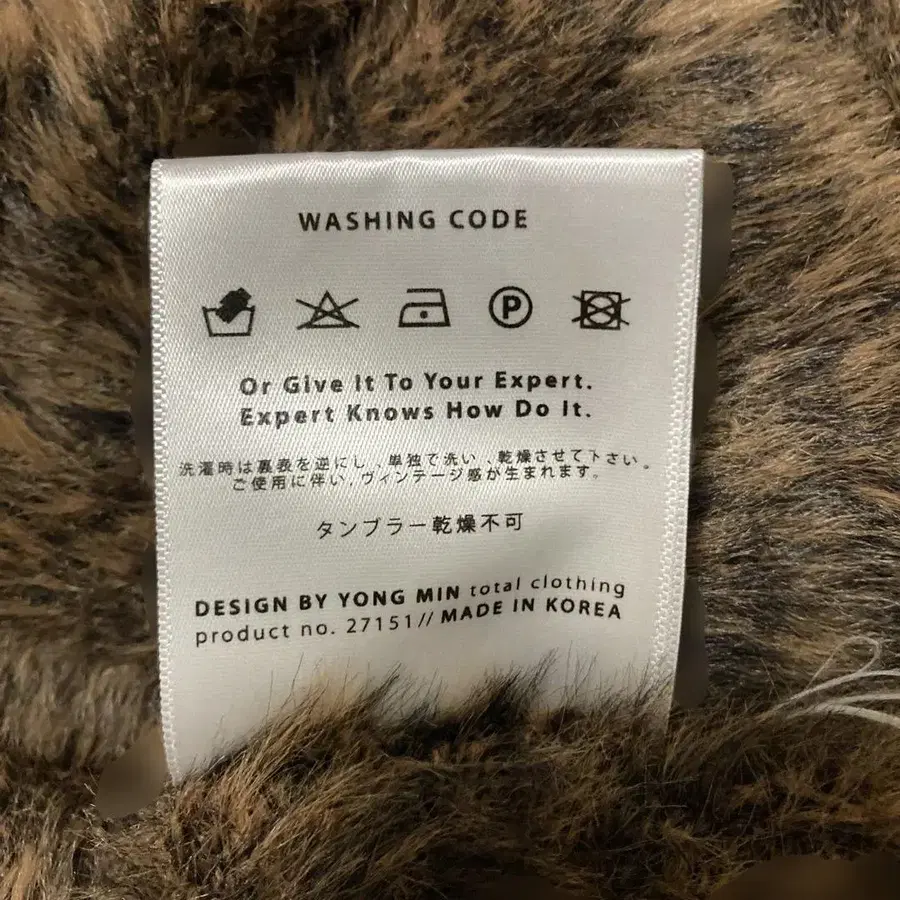 WASHING CODE
P
Or Give It To Your Expert.
Expert Knows How Do It.
洗濯時は裏表を逆にし、単独で洗い、乾燥させて下さい。
ご使用に伴い,ヴィンテージ感が生まれます。
タンブラー乾燥不可
DESIGN BY YONG MIN total clothing
product no. 27151// MADE IN KOREA